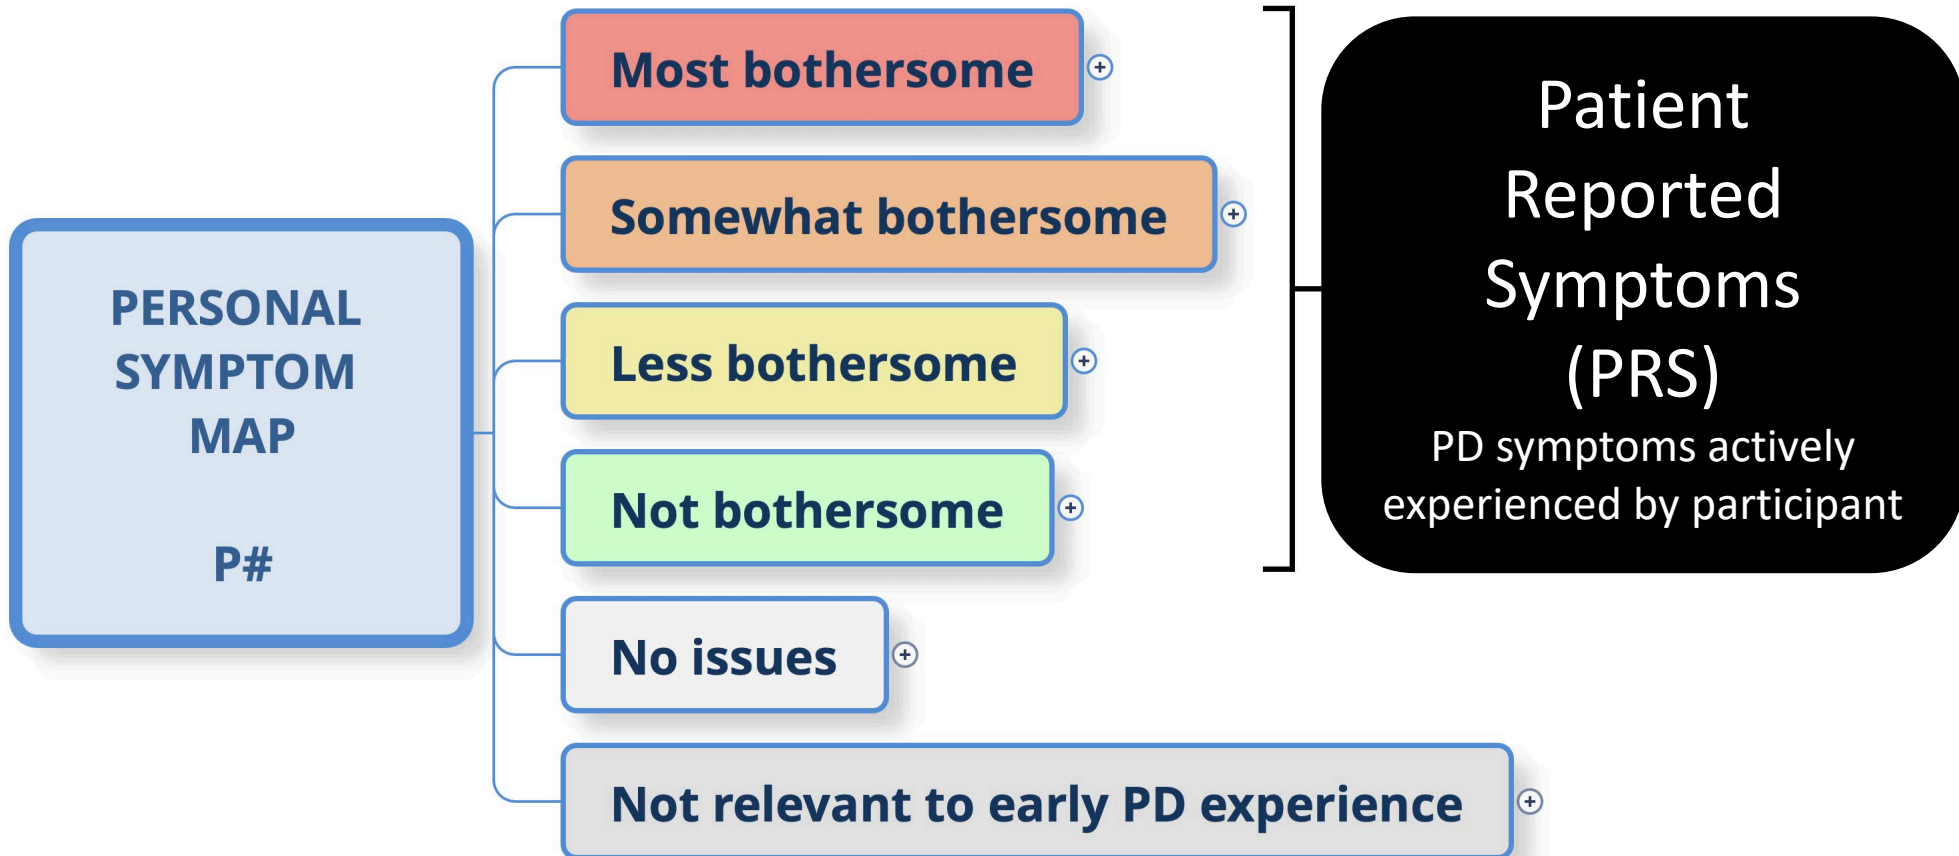 PERSONAL
SYMPTOM
MAP
P#
Most bothersome
Somewhat bothersome
Less bothersome
Not bothersome
No issues
Not relevant to early PD experience
Patient
Reported
Symptoms
(PRS)
PD symptoms actively
experienced by participant